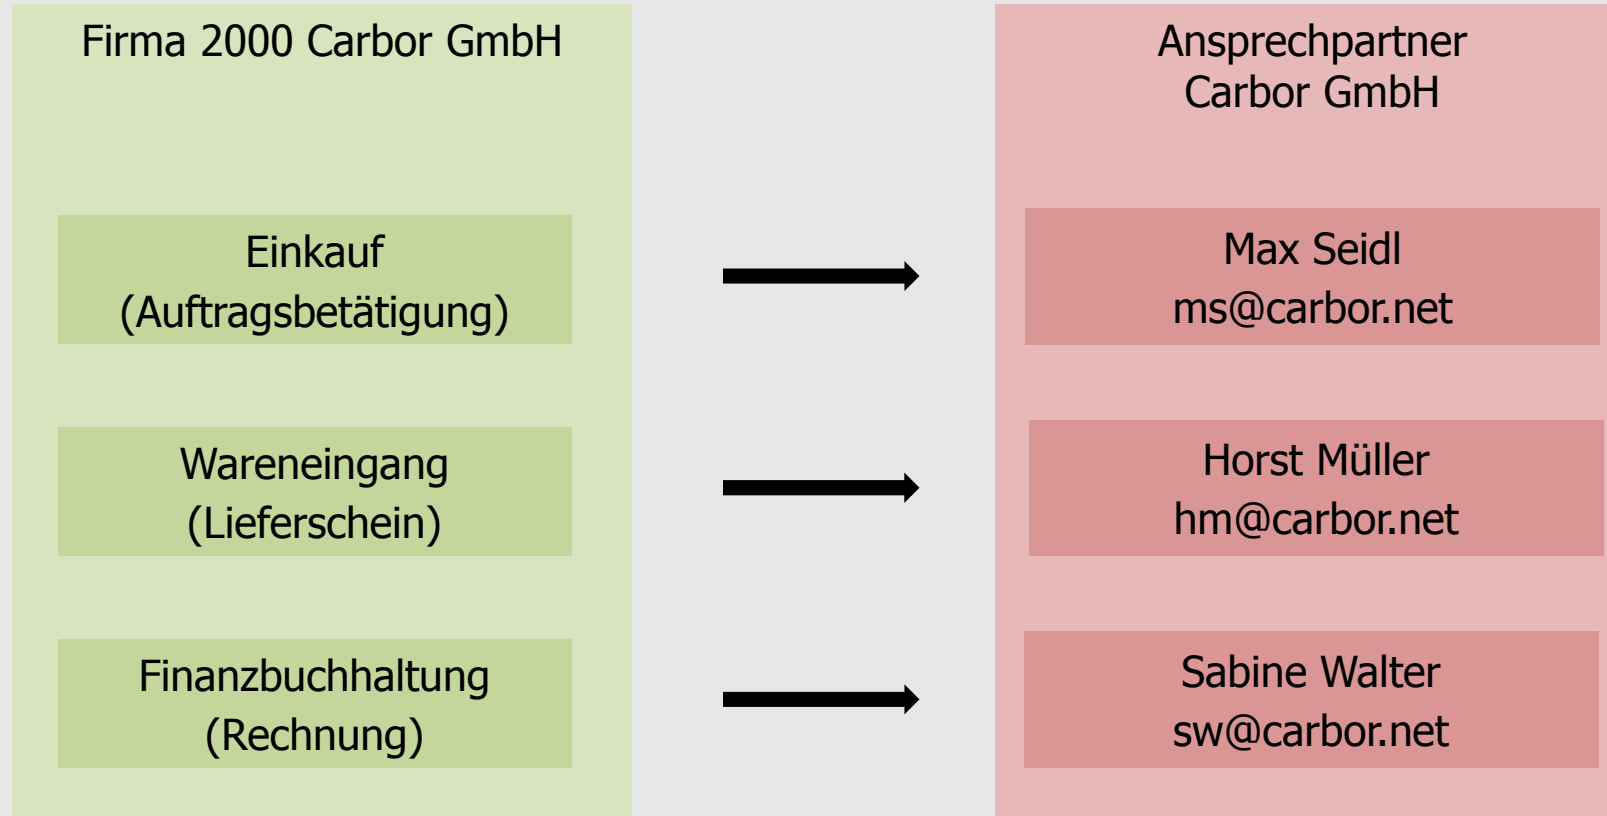 Firma 2000 Carbor GmbH
Einkauf
(Auftragsbetätigung)
Wareneingang
(Lieferschein)
Finanzbuchhaltung
(Rechnung)
Ansprechpartner
Carbor GmbH
Max Seidl
ms@carbor.net
Horst Müller
hm@carbor.net
Sabine Walter
sw@carbor.net